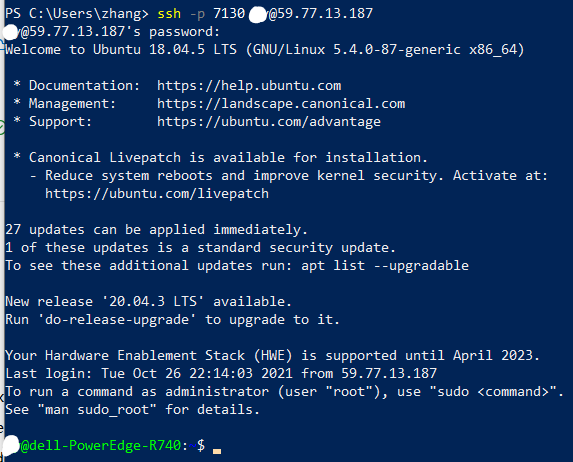 PS C:\Users\zhang> ssh -p 7130 y@59.77.13.187
y@59.77.13.187's password:
Welcome to Ubuntu 18.04.5 LTS (GNU/Linux 5.4.0-87-generic x86_64)
* Documentation: https://help.ubuntu.com
* Management: https://landscape.canonical.com
* Support: https://ubuntu.com/advantage
* Canonical Livepatch is available for installation.
- Reduce system reboots and improve kernel security. Activate at:
https://ubuntu.com/livepatch
27 updates can be applied immediately.
1 of these updates is a standard security update.
To see these additional updates run: apt list --upgradable
New release '20.04.3 LTS' available.
Run 'do-release-upgrade' to upgrade to it.
Your Hardware Enablement Stack (HWE) is supported until April 2023.
Last login: Tue Oct 26 22:14:03 2021 from 59.77.13.187
To run a command as administrator (user "root"), use "sudo <command>".
See "man sudo_root" for details.
@dell-PowerEdge-R740:~$